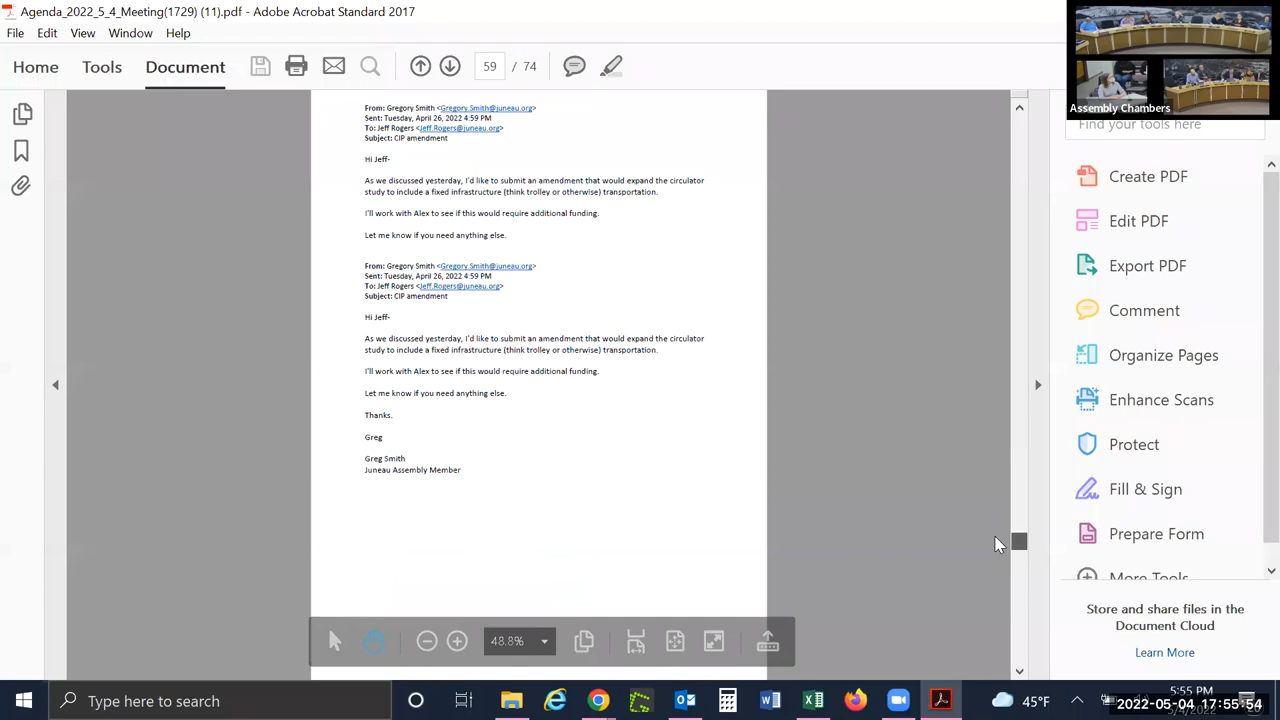 Agenda_2022_5_4_Meeting(1729) (11).pdf - Adobe Acrobat Standard 2017
File Edit View Window Help
Home Tools Document 59 / 74
Assembly Chambers
Find your tools here
From: Gregory Smith <Gregory.Smith@juneau.org>
Sent: Tuesday, April 26, 2022 4:59 PM
To: Jeff Rogers <Jeff.Rogers@juneau.org>
Subject: CIP amendment
Hi Jeff-
As we discussed yesterday, I'd like to submit an amendment that would expand the circulator
study to include a fixed infrastructure (think trolley or otherwise) transportation.
I'll work with Alex to see if this would require additional funding.
Let me know if you need anything else.
From: Gregory Smith <Gregory.Smith@juneau.org>
Sent: Tuesday, April 26, 2022 4:59 PM
To: Jeff Rogers <Jeff.Rogers@juneau.org>
Subject: CIP amendment
Hi Jeff-
As we discussed yesterday, I'd like to submit an amendment that would expand the circulator
study to include a fixed infrastructure (think trolley or otherwise) transportation.
I'll work with Alex to see if this would require additional funding.
Let me know if you need anything else.
Thanks.
Greg
Greg Smith
Juneau Assembly Member
48.8%
Create PDF
Edit PDF
Export PDF
Comment
Organize Pages
Enhance Scans
Protect
Fill & Sign
Prepare Form
More Tools
Store and share files in the
Document Cloud
Learn More
Type here to search
45°F
5:55 PM
2022-05-04 17:55:54